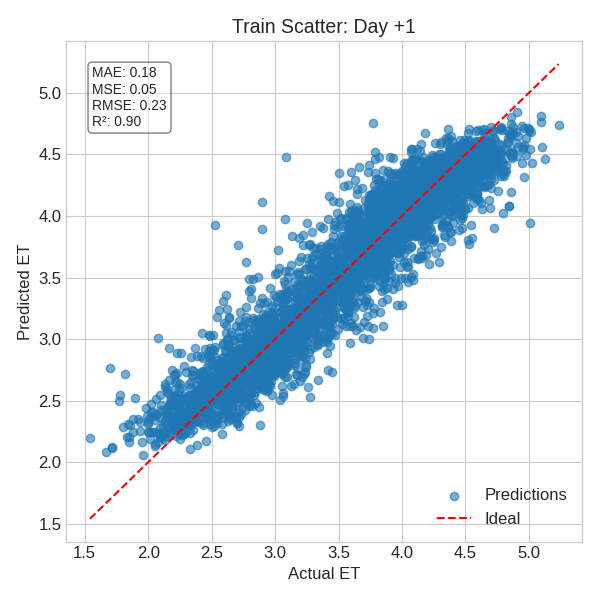 Train Scatter: Day +1
MAE: 0.18
MSE: 0.05
RMSE: 0.23
R²: 0.90
Predicted ET
5.0
4.5
4.0
3.5
3.0
2.5
2.0
1.5
Predictions
Ideal
1.5 2.0 2.5 3.0 3.5 4.0 4.5 5.0
Actual ET